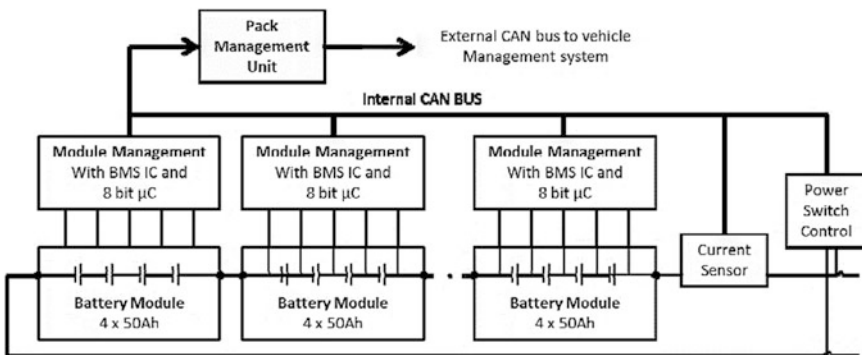 Pack
Management
Unit
External CAN bus to vehicle
Management system
Internal CAN BUS
Module Management
With BMS IC and
8 bit µC
Module Management
With BMS IC and
8 bit µC
Module Management
With BMS IC and
8 bit µC
Power
Switch
Control
Current
Sensor
Battery Module
4 x 50Ah
Battery Module
4 x 50Ah
Battery Module
4 x 50Ah